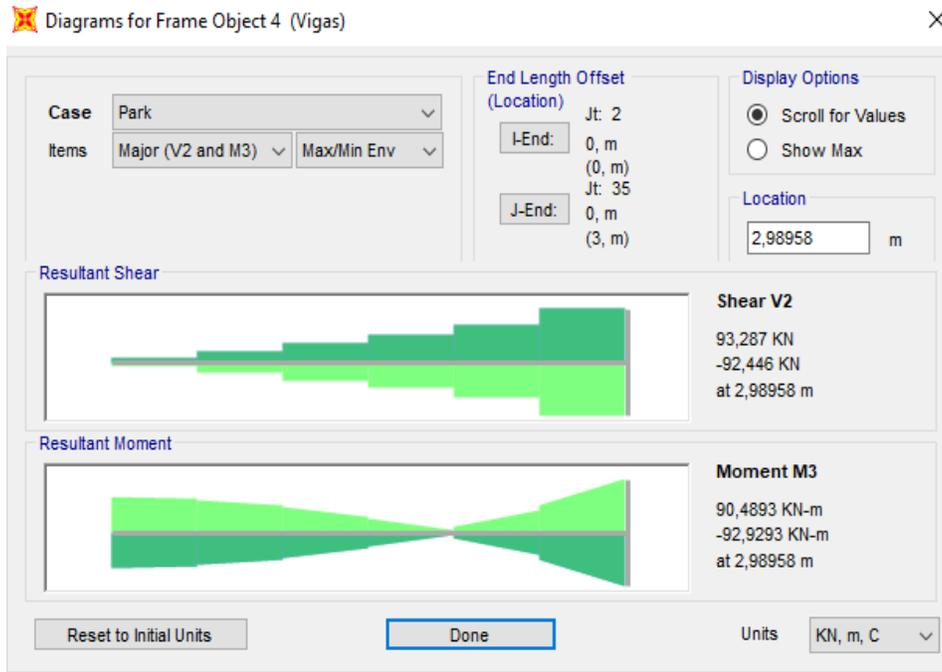 Diagrams for Frame Object 4 (Vigas)
Case
Park
Items
Major (V2 and M3)
Max/Min Env
End Length Offset
(Location)
I-End:
Jt: 2
0, m
(0, m)
J-End:
Jt: 35
0, m
(3, m)
Display Options
Scroll for Values
Show Max
Location
2,98958 m
Resultant Shear
Shear V2
93,287 KN
-92,446 KN
at 2,98958 m
Resultant Moment
Moment M3
90,4893 KN-m
-92,9293 KN-m
at 2,98958 m
Reset to Initial Units
Done
Units
KN, m, C